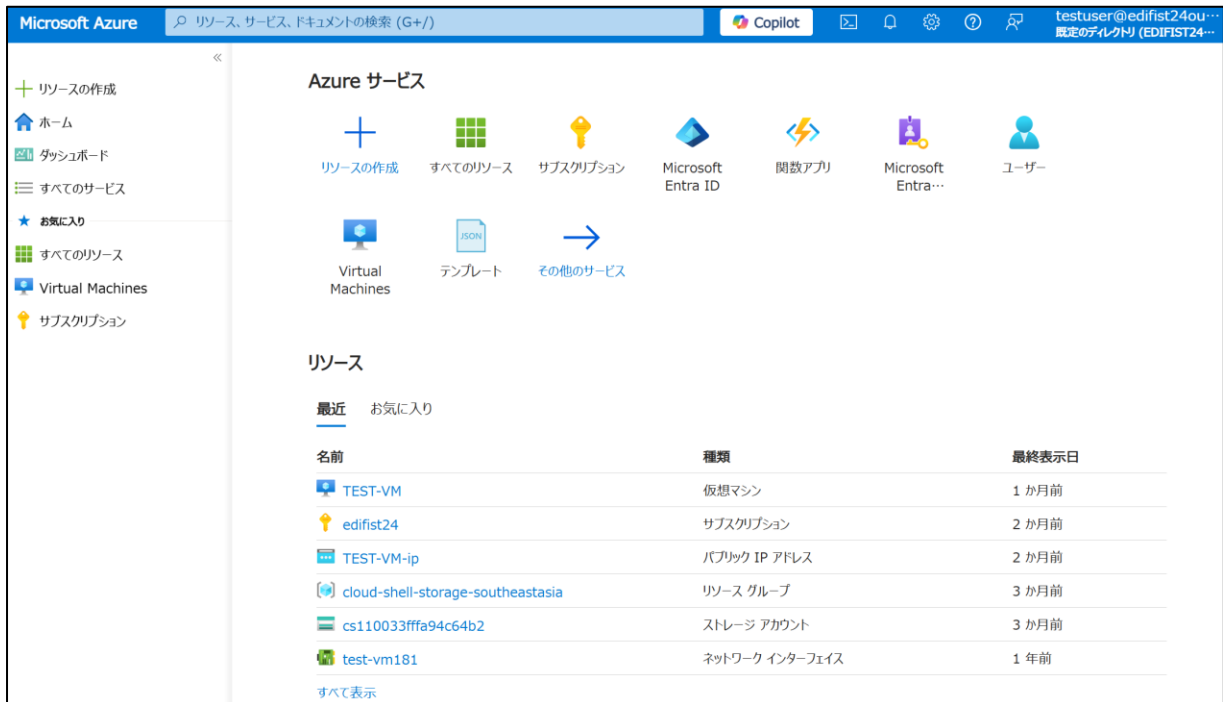 Microsoft Azure
リソース、サービス、ドキュメントの検索 (G+/)
Copilot
testuser@edifist24ou…
既定のディレクトリ (EDIFIST24…
«
リソースの作成
ホーム
ダッシュボード
すべてのサービス
お気に入り
すべてのリソース
Virtual Machines
サブスクリプション
Azure サービス
リソースの作成
すべてのリソース
サブスクリプション
Microsoft
Entra ID
関数アプリ
Microsoft
Entra…
ユーザー
Virtual
Machines
JSON
テンプレート
その他のサービス
リソース
最近 お気に入り
名前 種類 最終表示日
TEST-VM 仮想マシン 1 か月前
edifist24 サブスクリプション 2 か月前
TEST-VM-ip パブリック IP アドレス 2 か月前
cloud-shell-storage-southeastasia リソース グループ 3 か月前
cs110033fffa94c64b2 ストレージ アカウント 3 か月前
test-vm181 ネットワーク インターフェイス 1 年前
すべて表示